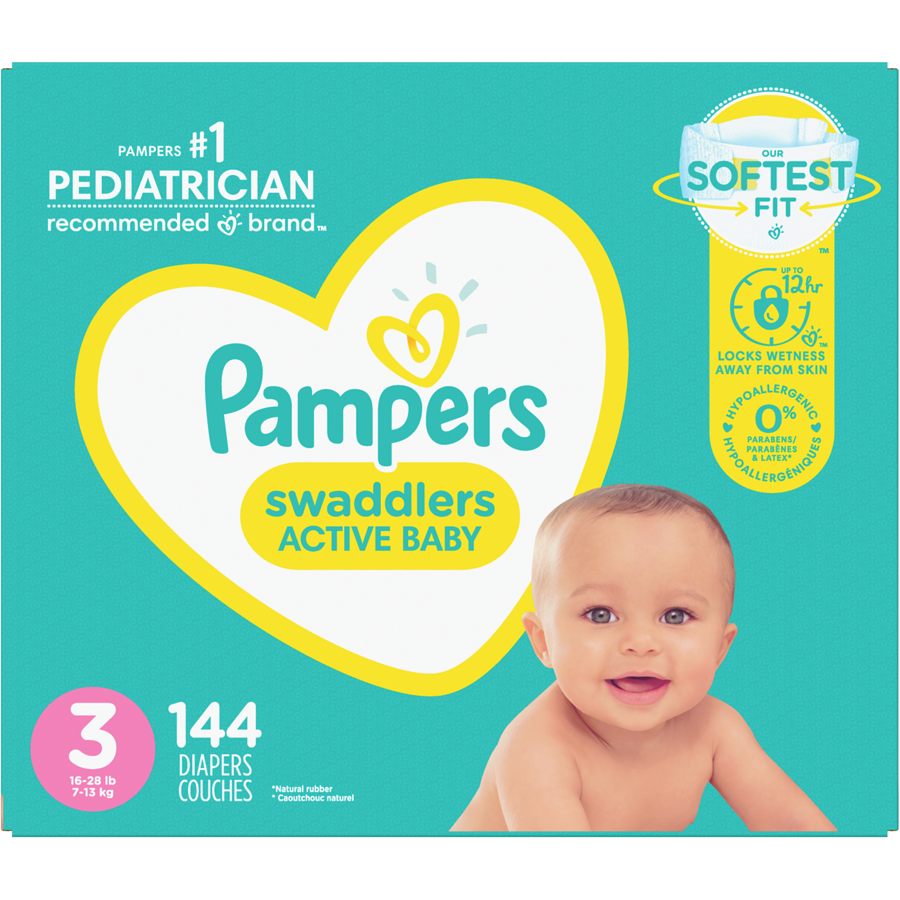 PAMPERS #1
PEDIATRICIAN
recommended brand™
OUR
SOFTEST
FIT
™
UP TO
12hr
™
LOCKS WETNESS
AWAY FROM SKIN
HYPOALLERGENIC
0%
PARABENS/
PARABÈNES
& LATEX*
HYPOALLERGÉNIQUES
Pampers
swaddlers
ACTIVE BABY
3
16-28 lb
7-13 kg
144
DIAPERS
COUCHES
*Natural rubber
* Caoutchouc naturel